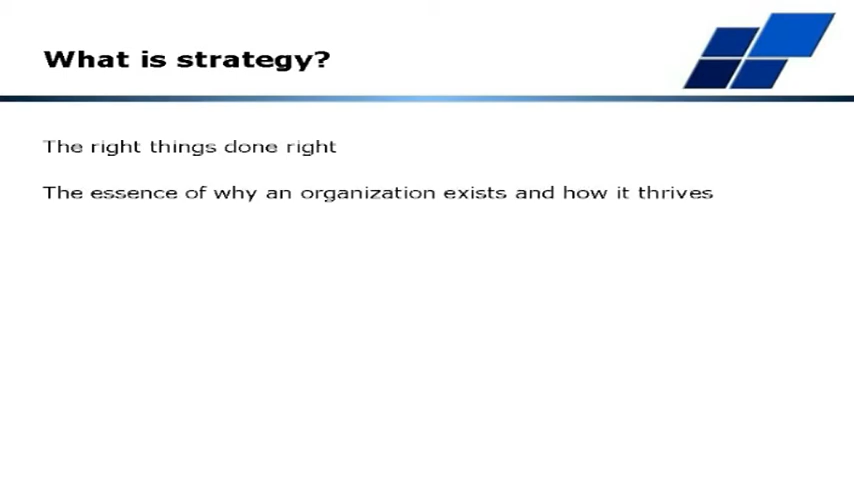 What is strategy?
The right things done right
The essence of why an organization exists and how it thrives